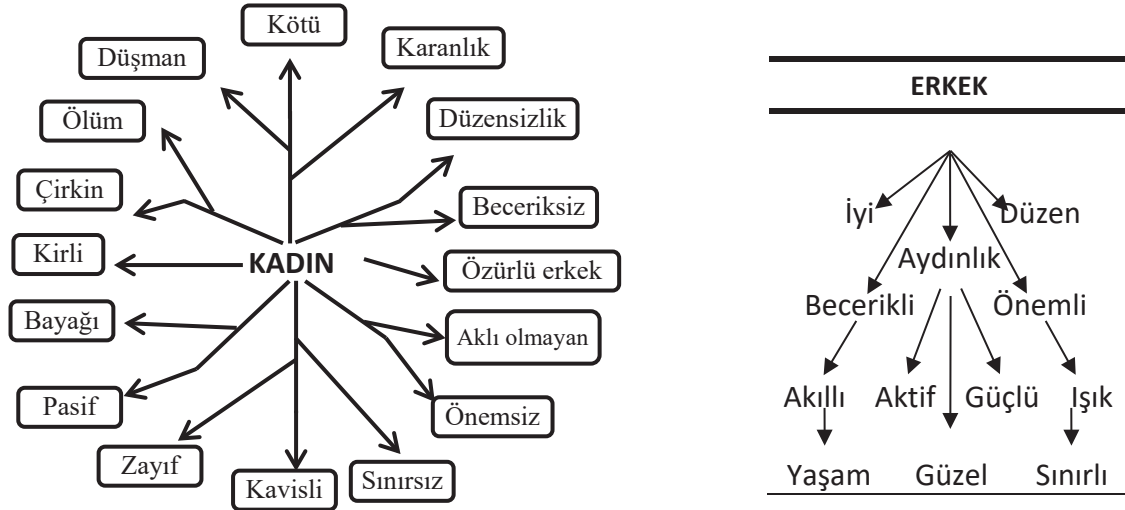 Kötü
Karanlık
Düşman
Düzensizlik
Ölüm
Beceriksiz
Çirkin
Özürlü erkek
Kirli
KADIN
Aklı olmayan
Bayağı
Önemsiz
Pasif
Sınırsız
Zayıf
Kavisli
ERKEK
İyi
Düzen
Aydınlık
Becerikli
Önemli
Akıllı
Aktif
Güçlü
Işık
Yaşam
Güzel
Sınırlı